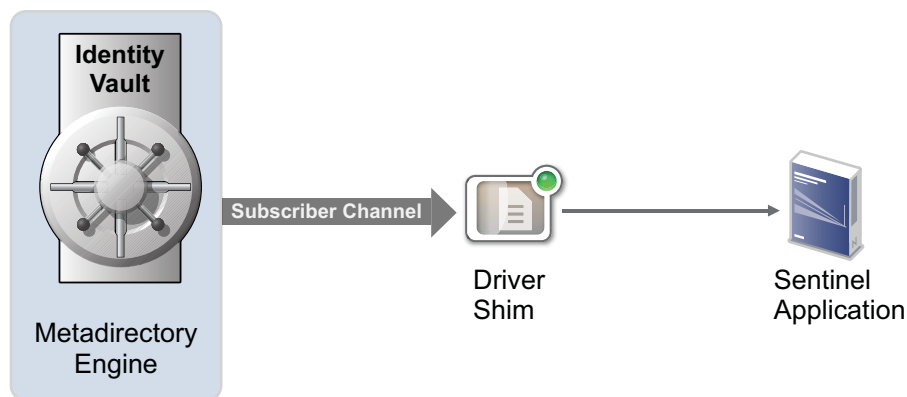 Identity
Vault
Subscriber Channel
Metadirectory
Engine
Driver
Shim
Sentinel
Application